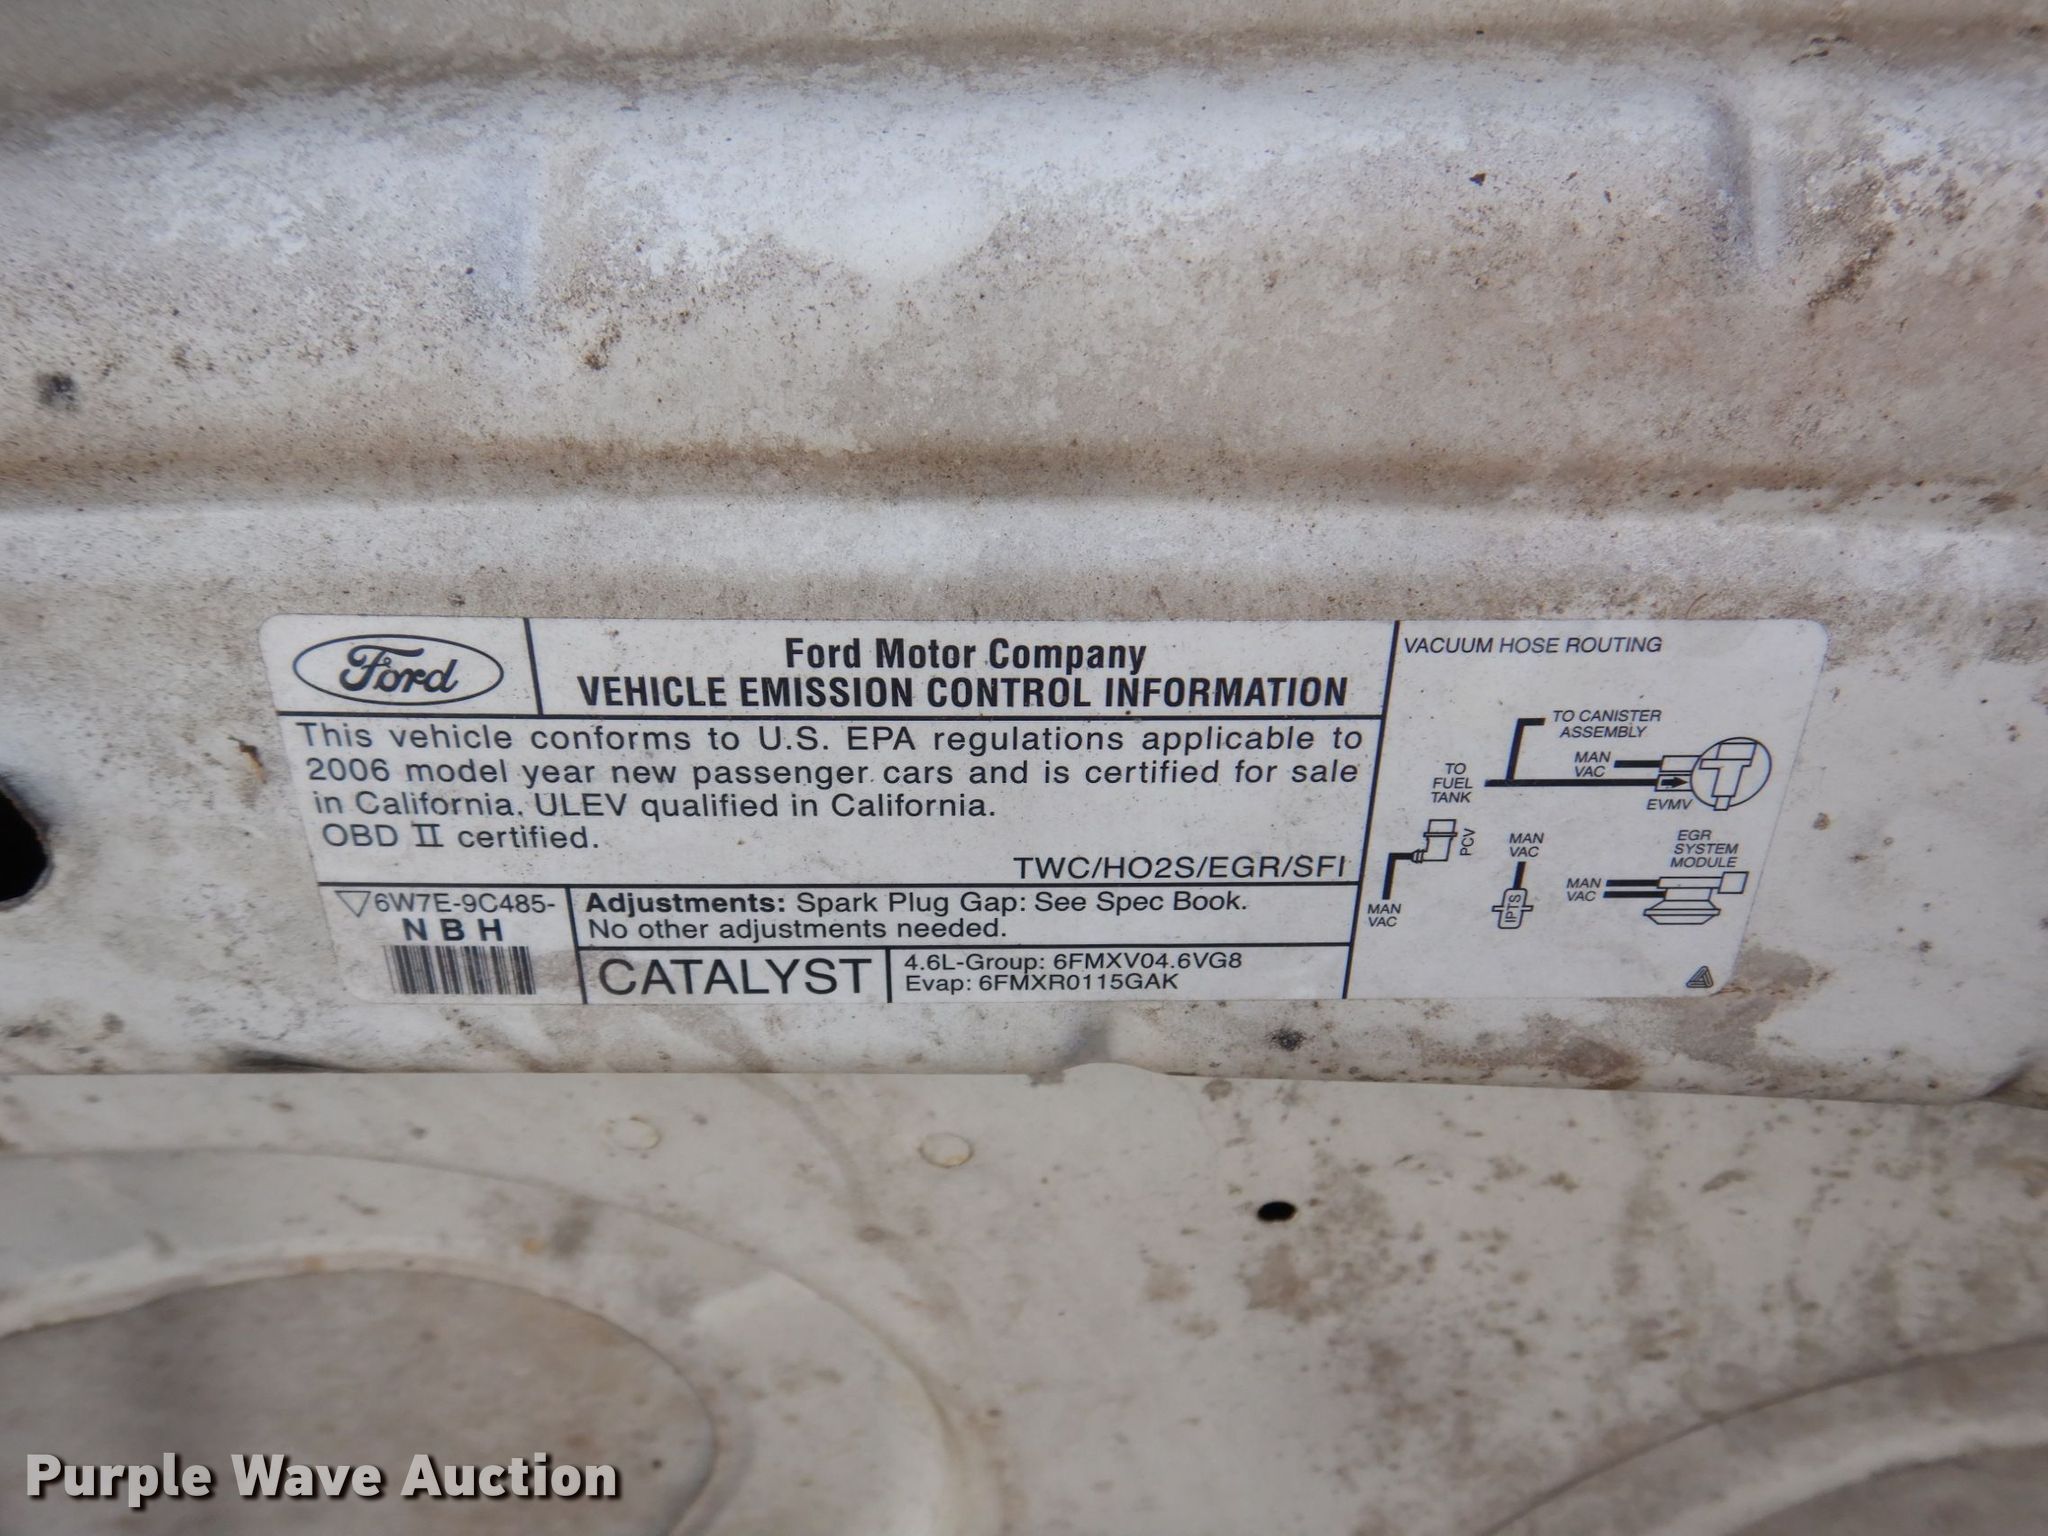 Ford
Ford Motor Company
VEHICLE EMISSION CONTROL INFORMATION
This vehicle conforms to U.S. EPA regulations applicable to
2006 model year new passenger cars and is certified for sale
in California. ULEV qualified in California.
OBD II certified.
TWC/HO2S/EGR/SFI
6W7E-9C485-
NBH
Adjustments: Spark Plug Gap: See Spec Book.
No other adjustments needed.
CATALYST
4.6L-Group: 6FMXV04.6VG8
Evap: 6FMXR0115GAK
VACUUM HOSE ROUTING
TO CANISTER
ASSEMBLY
MAN
VAC
TO
FUEL
TANK
EVMV
PCV
MAN
VAC
MAN
VAC
IPTS
EGR
SYSTEM
MODULE
MAN
VAC
Purple Wave Auction